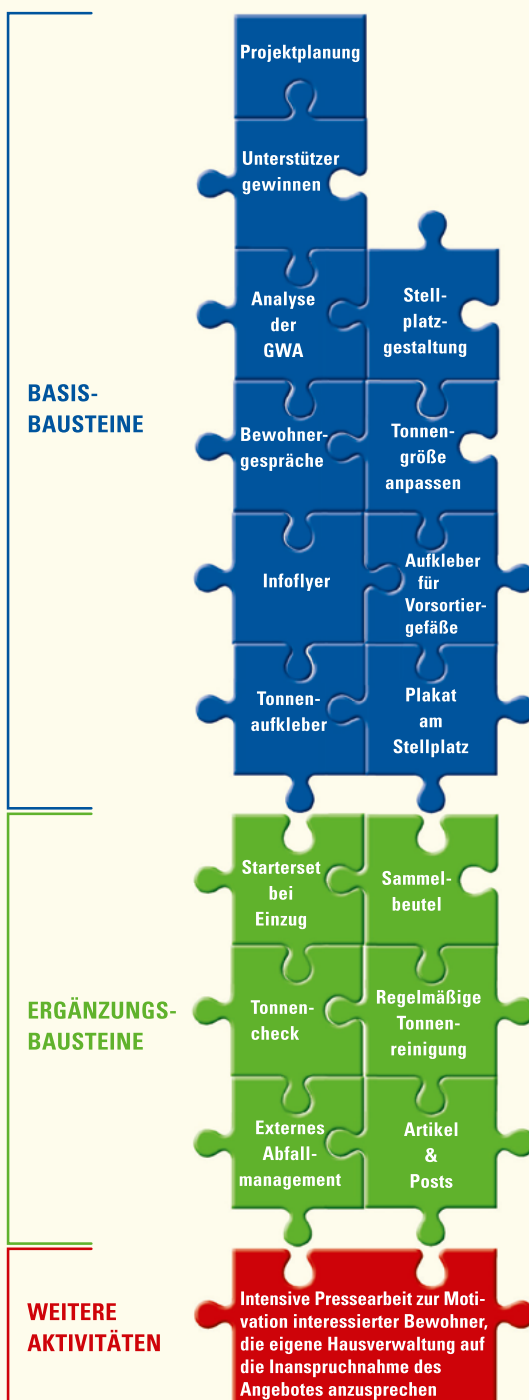 BASIS-
BAUSTEINE
Projektplanung
Unterstützer
gewinnen
Analyse
der
GWA
Stell-
platz-
gestaltung
Bewohner-
gespräche
Tonnen-
größe
anpassen
Infoflyer
Aufkleber
für
Vorsortier-
gefäße
Tonnen-
aufkleber
Plakat
am
Stellplatz
ERGÄNZUNGS-
BAUSTEINE
Starterset
bei
Einzug
Sammel-
beutel
Tonnen-
check
Regelmäßige
Tonnen-
reinigung
Externes
Abfall-
management
Artikel
&
Posts
WEITERE
AKTIVITÄTEN
Intensive Pressearbeit zur Moti-
vation interessierter Bewohner,
die eigene Hausverwaltung auf
die Inanspruchnahme des
Angebotes anzusprechen